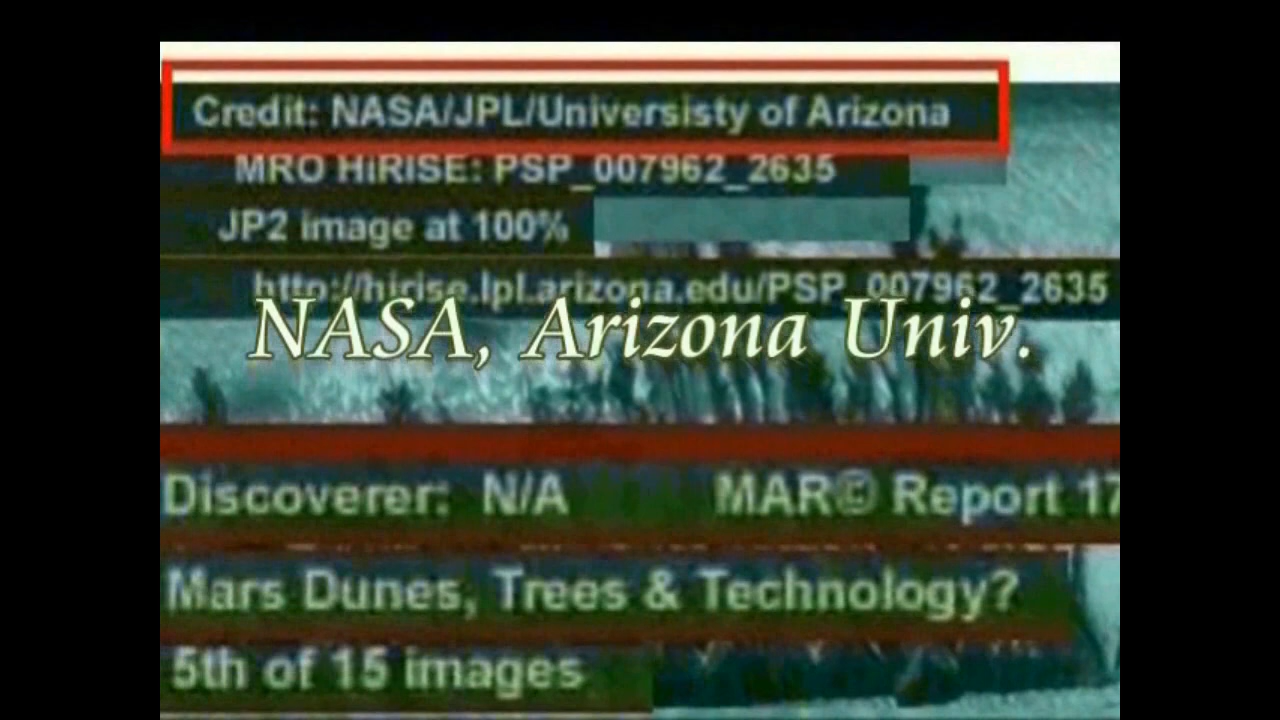 Credit: NASA/JPL/Universisty of Arizona
MRO HiRISE: PSP_007962_2635
JP2 image at 100%
http://hirise.lpl.arizona.edu/PSP_007962_2635
NASA, Arizona Univ.
Discoverer: N/A MAR© Report 17
Mars Dunes, Trees & Technology?
5th of 15 images